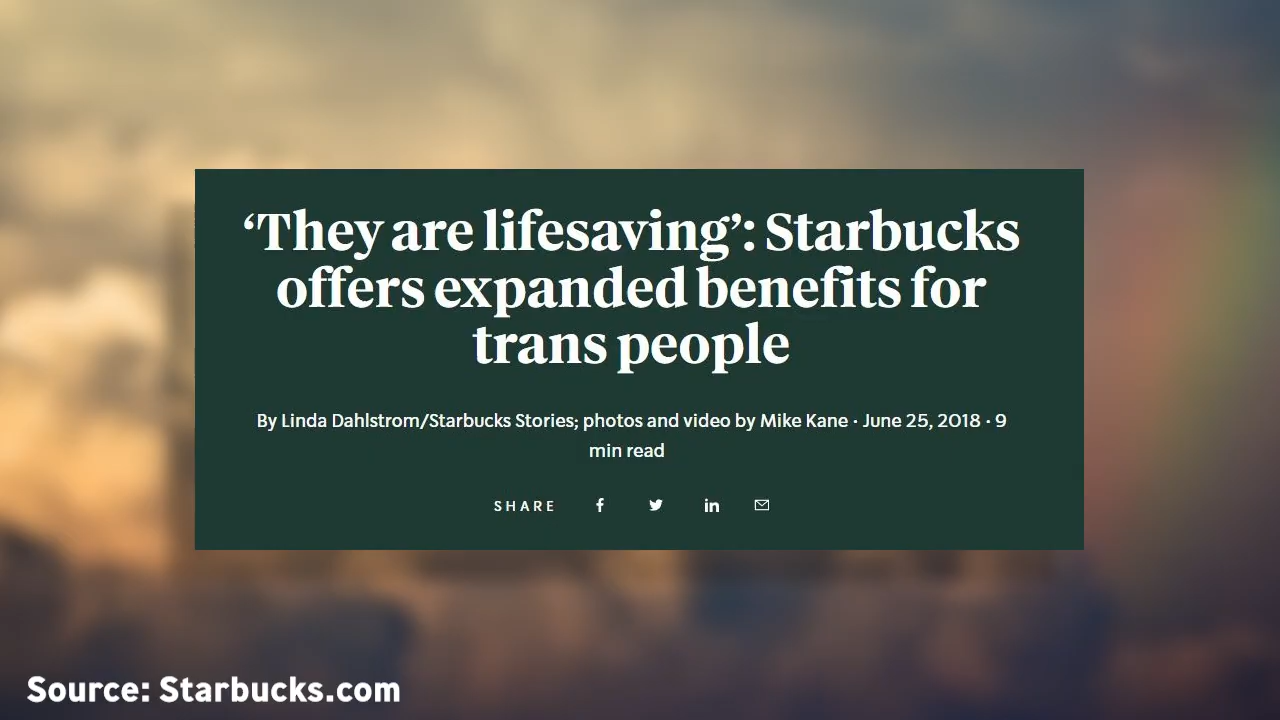 ‘They are lifesaving’: Starbucks
offers expanded benefits for
trans people
By Linda Dahlstrom/Starbucks Stories; photos and video by Mike Kane · June 25, 2018 · 9
min read
SHARE
Source: Starbucks.com